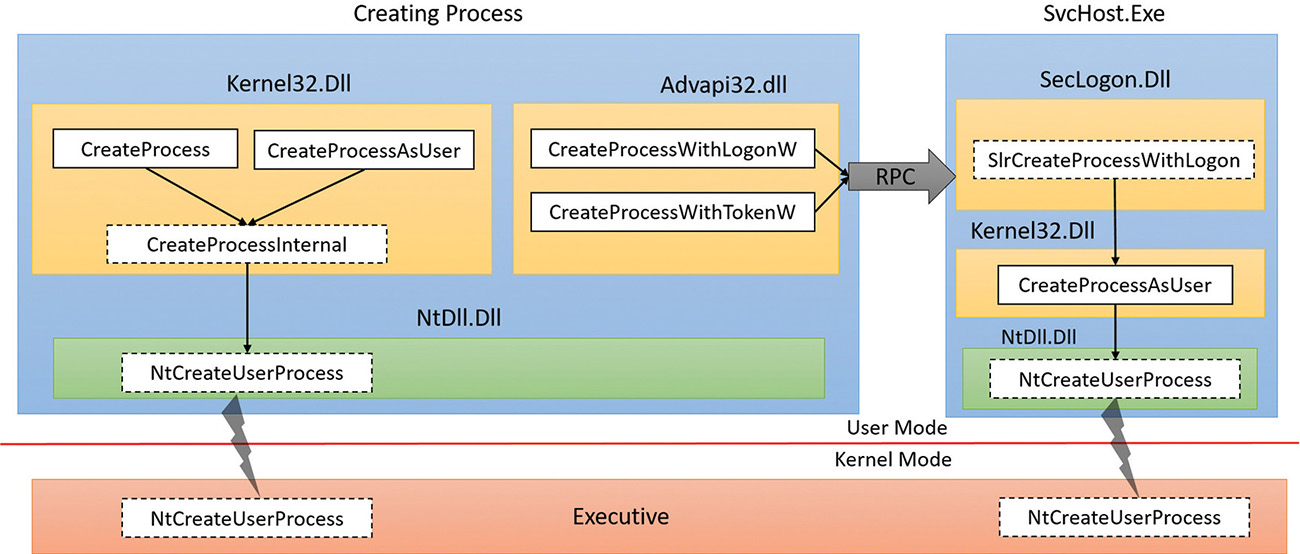 Creating Process
SvcHost.Exe
Kernel32.Dll
Advapi32.dll
SecLogon.Dll
CreateProcess
CreateProcessAsUser
CreateProcessWithLogonW
SlrCreateProcessWithLogon
RPC
CreateProcessWithTokenW
CreateProcessInternal
Kernel32.Dll
CreateProcessAsUser
NtDll.Dll
NtDll.Dll
NtCreateUserProcess
NtCreateUserProcess
User Mode
Kernel Mode
NtCreateUserProcess
Executive
NtCreateUserProcess